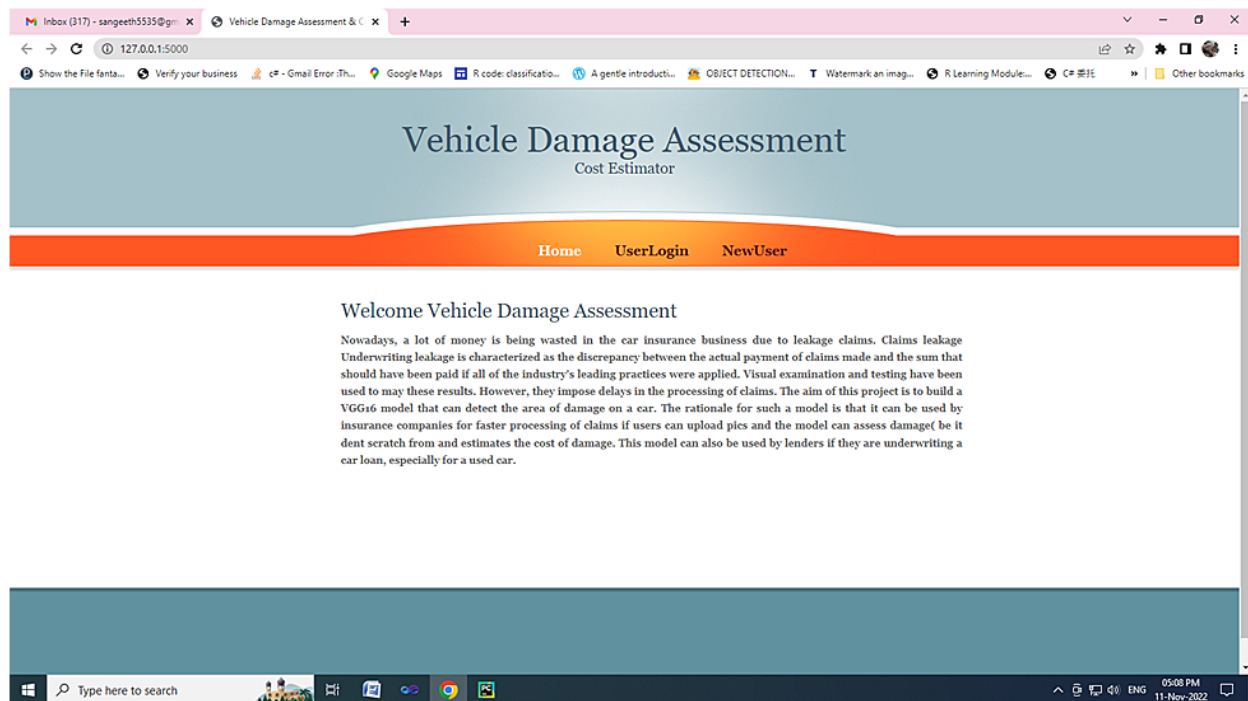 Inbox (317) - sangeeth5535@gm
Vehicle Damage Assessment & C
127.0.0.1:5000
Show the File fanta... Verify your business c# - Gmail Error :Th... Google Maps R code: classificatio... A gentle introducti... OBJECT DETECTION... Watermark an imag... R Learning Module:... C# 委托 » Other bookmarks
Vehicle Damage Assessment
Cost Estimator
Home UserLogin NewUser
Welcome Vehicle Damage Assessment
Nowadays, a lot of money is being wasted in the car insurance business due to leakage claims. Claims leakage
Underwriting leakage is characterized as the discrepancy between the actual payment of claims made and the sum that
should have been paid if all of the industry's leading practices were applied. Visual examination and testing have been
used to may these results. However, they impose delays in the processing of claims. The aim of this project is to build a
VGG16 model that can detect the area of damage on a car. The rationale for such a model is that it can be used by
insurance companies for faster processing of claims if users can upload pics and the model can assess damage( be it
dent scratch from and estimates the cost of damage. This model can also be used by lenders if they are underwriting a
car loan, especially for a used car.
Type here to search
ENG
05:08 PM
11-Nov-2022